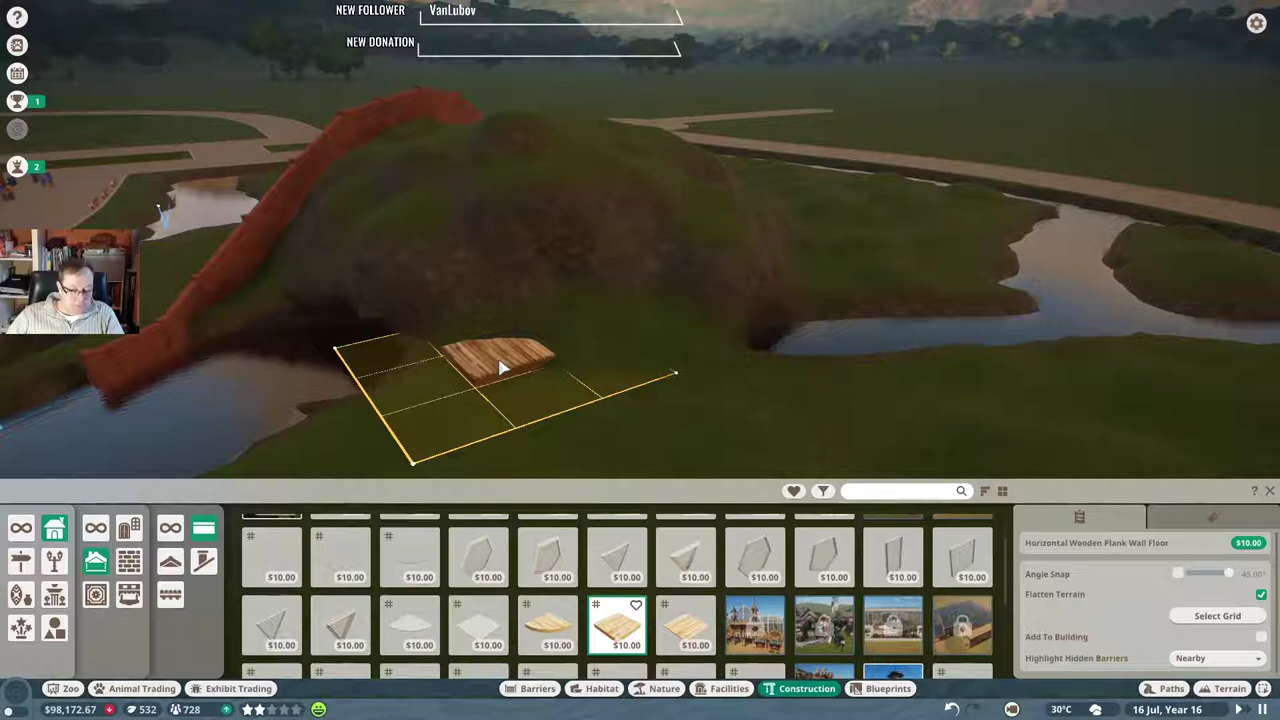 NEW FOLLOWER VanLubov
NEW DONATION
1
2
$10.00 $10.00 $10.00 $10.00 $10.00 $10.00 $10.00 $10.00 $10.00 $10.00 $10.00
$10.00 $10.00 $10.00 $10.00 $10.00 $10.00 $10.00
Horizontal Wooden Plank Wall Floor $10.00
Angle Snap 45.00°
Flatten Terrain
Select Grid
Add To Building
Highlight Hidden Barriers Nearby
Zoo Animal Trading Exhibit Trading Barriers Habitat Nature Facilities Construction Blueprints Paths Terrain
$98,172.67 532 728 30°C 16 Jul, Year 16